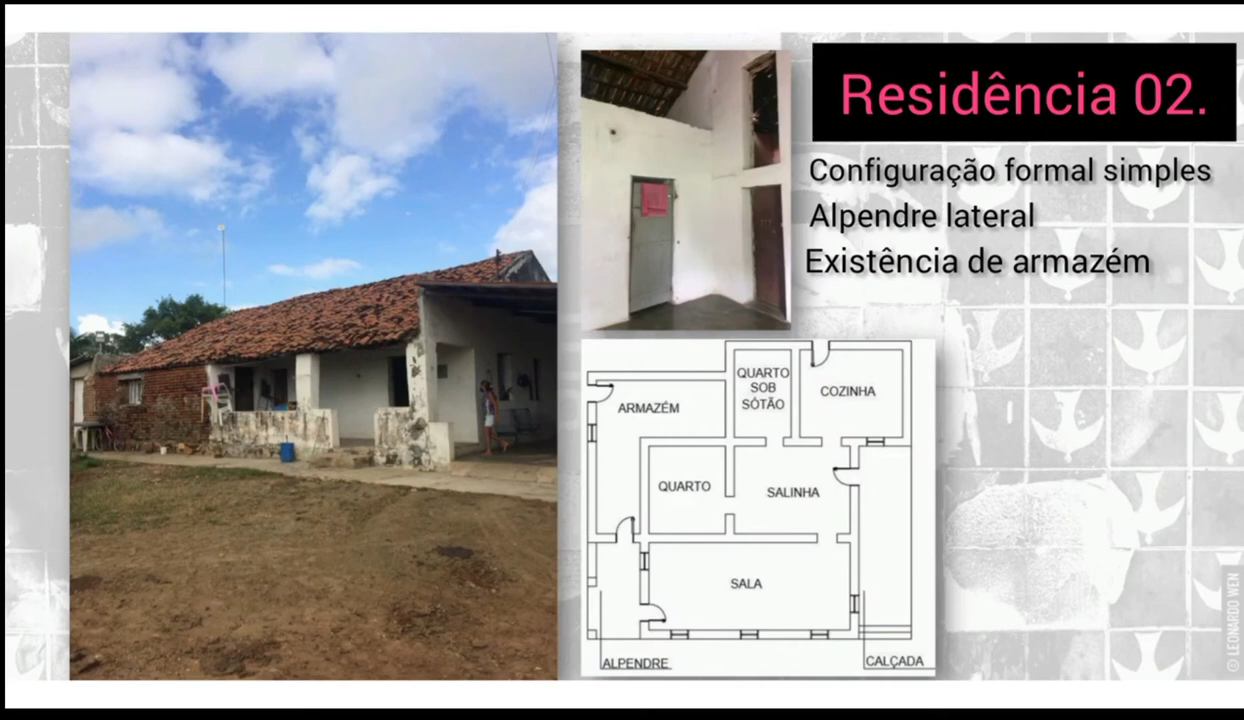 Residência 02.
Configuração formal simples
Alpendre lateral
Existência de armazém
QUARTO
SOB
SÓTÃO
COZINHA
ARMAZÉM
QUARTO
SALINHA
SALA
ALPENDRE
CALÇADA
© LEONARDO WEN